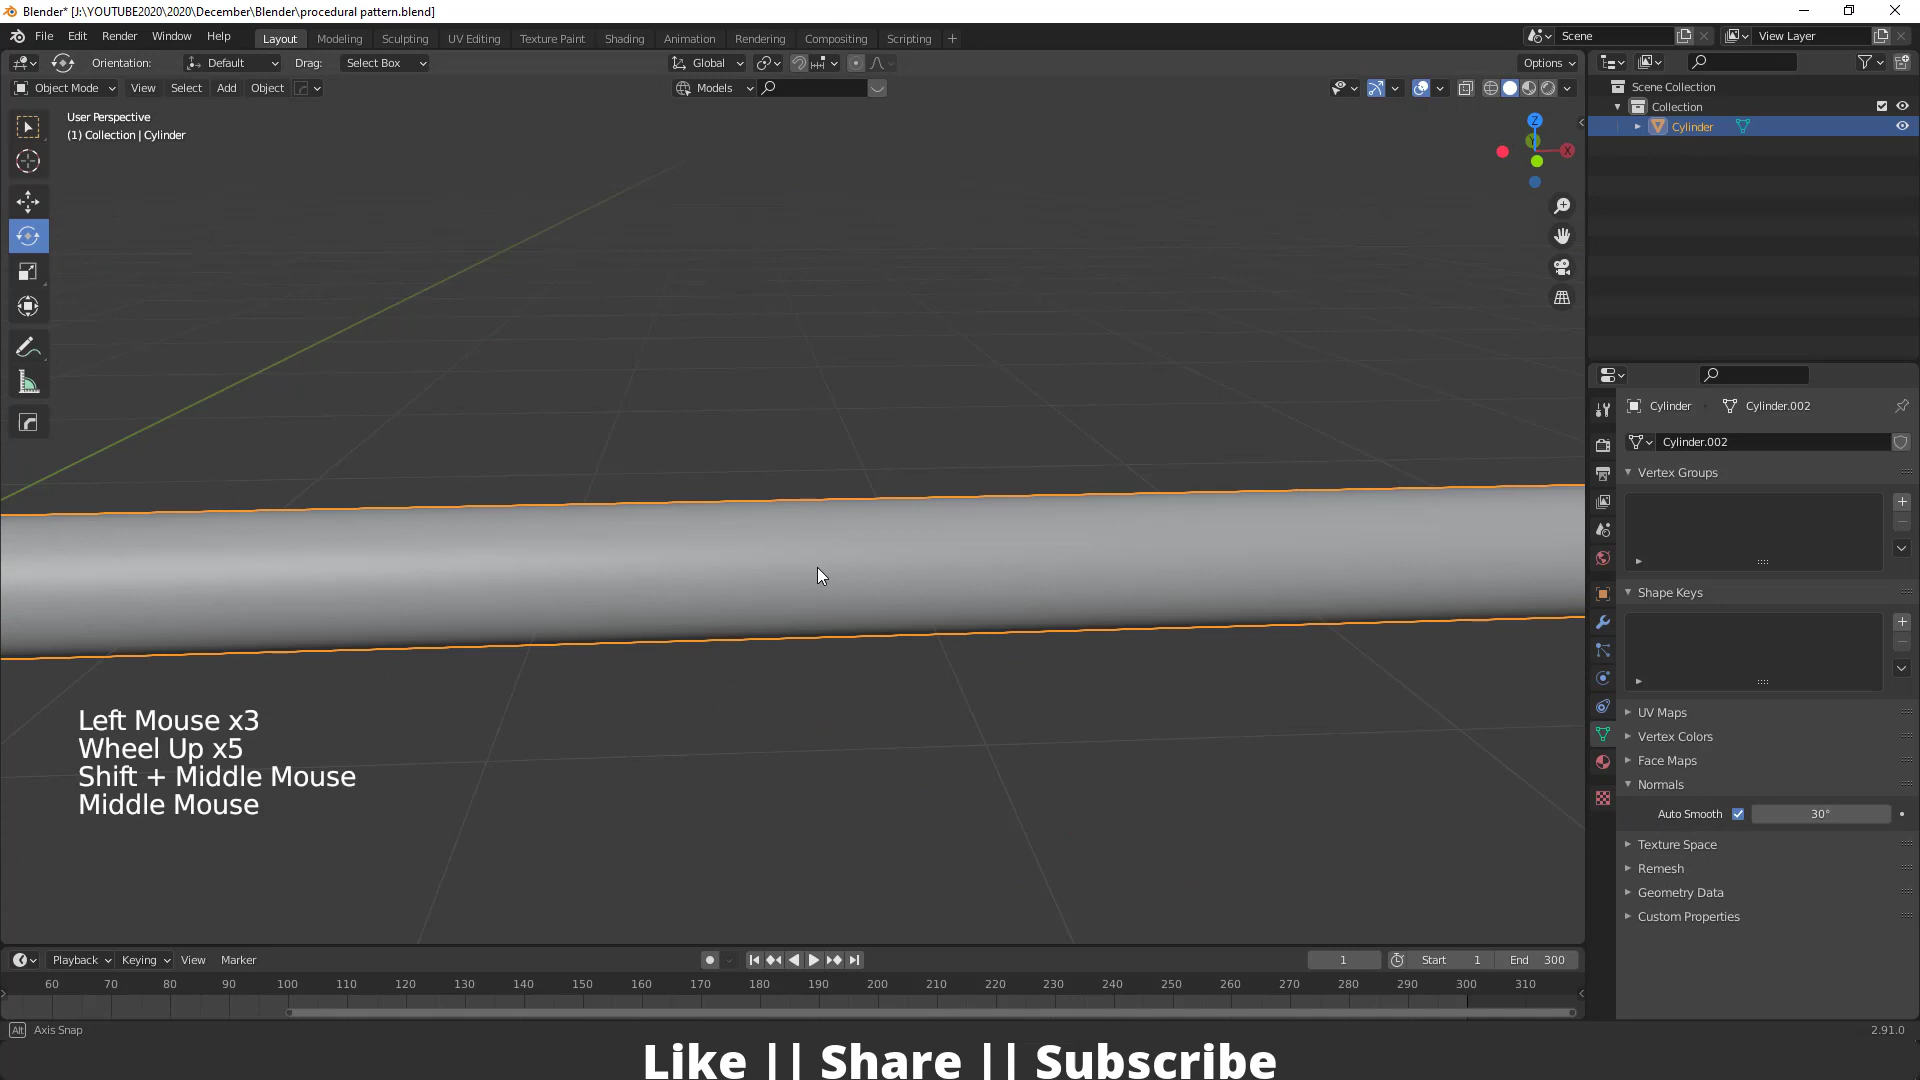 Blender* [J:\YOUTUBE2020\2020\December\Blender\procedural pattern.blend]
File Edit Render Window Help Layout Modeling Sculpting UV Editing Texture Paint Shading Animation Rendering Compositing Scripting + Scene View Layer
Orientation: Default Drag: Select Box Global Options
Object Mode View Select Add Object Models
User Perspective
(1) Collection | Cylinder
Z
Y
X
Scene Collection
Collection
Cylinder
Cylinder Cylinder.002
Cylinder.002
Vertex Groups
Shape Keys
UV Maps
Vertex Colors
Face Maps
Normals
Auto Smooth 30°
Texture Space
Remesh
Geometry Data
Custom Properties
Left Mouse x3
Wheel Up x5
Shift + Middle Mouse
Middle Mouse
Playback Keying View Marker 1 Start 1 End 300
60 70 80 90 100 110 120 130 140 150 160 170 180 190 200 210 220 230 240 250 260 270 280 290 300 310
Alt Axis Snap 2.91.0
Like || Share || Subscribe